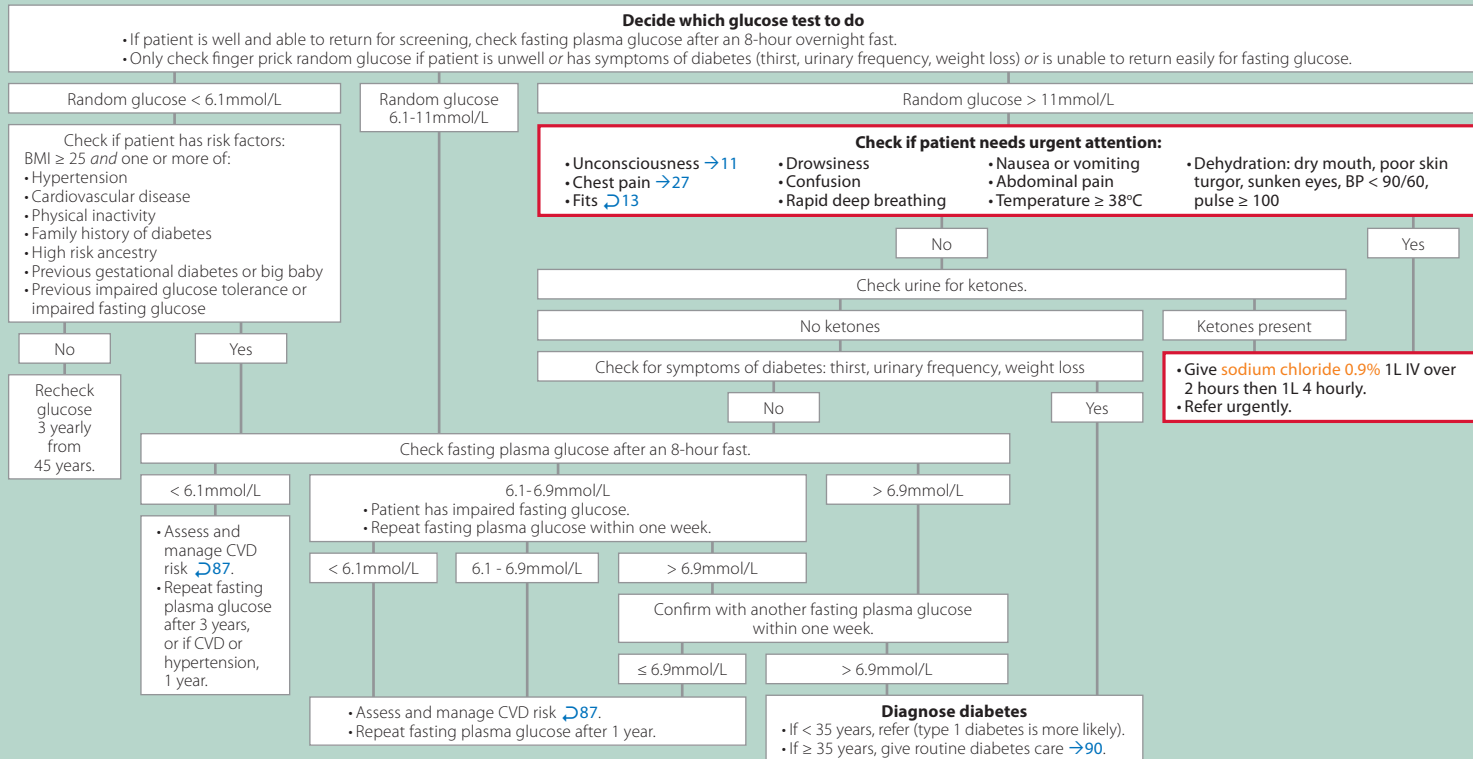 Decide which glucose test to do
• If patient is well and able to return for screening, check fasting plasma glucose after an 8-hour overnight fast.
• Only check finger prick random glucose if patient is unwell or has symptoms of diabetes (thirst, urinary frequency, weight loss) or is unable to return easily for fasting glucose.
Random glucose < 6.1mmol/L
Random glucose
6.1-11mmol/L
Random glucose > 11mmol/L
Check if patient has risk factors:
BMI ≥ 25 and one or more of:
• Hypertension
• Cardiovascular disease
• Physical inactivity
• Family history of diabetes
• High risk ancestry
• Previous gestational diabetes or big baby
• Previous impaired glucose tolerance or
impaired fasting glucose
Check if patient needs urgent attention:
• Unconsciousness →11
• Chest pain →27
• Fits ⮌13
• Drowsiness
• Confusion
• Rapid deep breathing
• Nausea or vomiting
• Abdominal pain
• Temperature ≥ 38°C
• Dehydration: dry mouth, poor skin
turgor, sunken eyes, BP < 90/60,
pulse ≥ 100
No
Yes
Check urine for ketones.
No ketones
Ketones present
No
Yes
Check for symptoms of diabetes: thirst, urinary frequency, weight loss
• Give sodium chloride 0.9% 1L IV over
2 hours then 1L 4 hourly.
• Refer urgently.
Recheck
glucose
3 yearly
from
45 years.
No
Yes
Check fasting plasma glucose after an 8-hour fast.
< 6.1mmol/L
6.1-6.9mmol/L
• Patient has impaired fasting glucose.
• Repeat fasting plasma glucose within one week.
> 6.9mmol/L
• Assess and
manage CVD
risk ⮌87.
• Repeat fasting
plasma glucose
after 3 years,
or if CVD or
hypertension,
1 year.
< 6.1mmol/L
6.1 - 6.9mmol/L
> 6.9mmol/L
Confirm with another fasting plasma glucose
within one week.
≤ 6.9mmol/L
> 6.9mmol/L
• Assess and manage CVD risk ⮌87.
• Repeat fasting plasma glucose after 1 year.
Diagnose diabetes
• If < 35 years, refer (type 1 diabetes is more likely).
• If ≥ 35 years, give routine diabetes care →90.